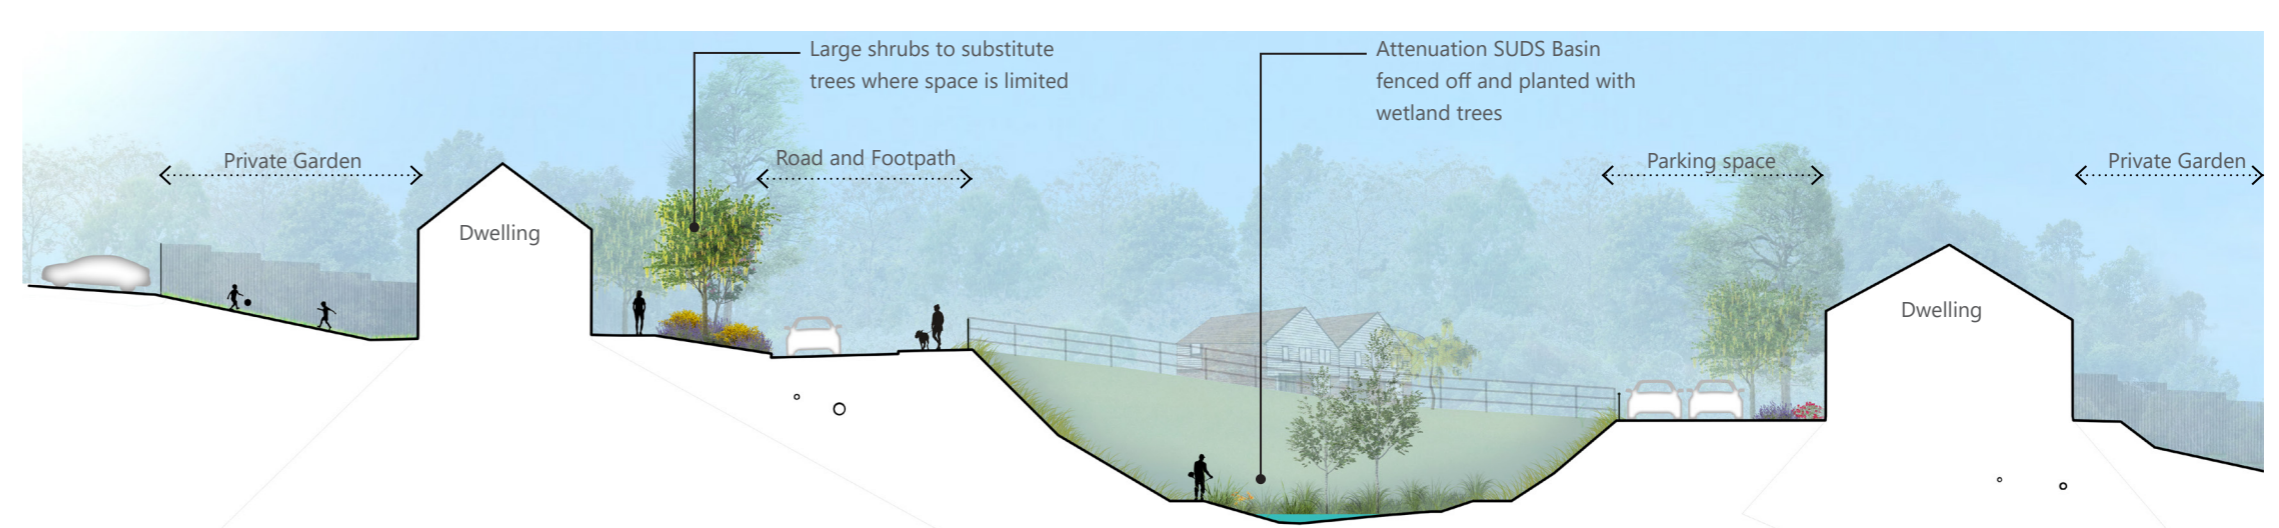 Large shrubs to substitute
trees where space is limited
Attenuation SUDS Basin
fenced off and planted with
wetland trees
Private Garden
Road and Footpath
Parking space
Private Garden
Dwelling
Dwelling